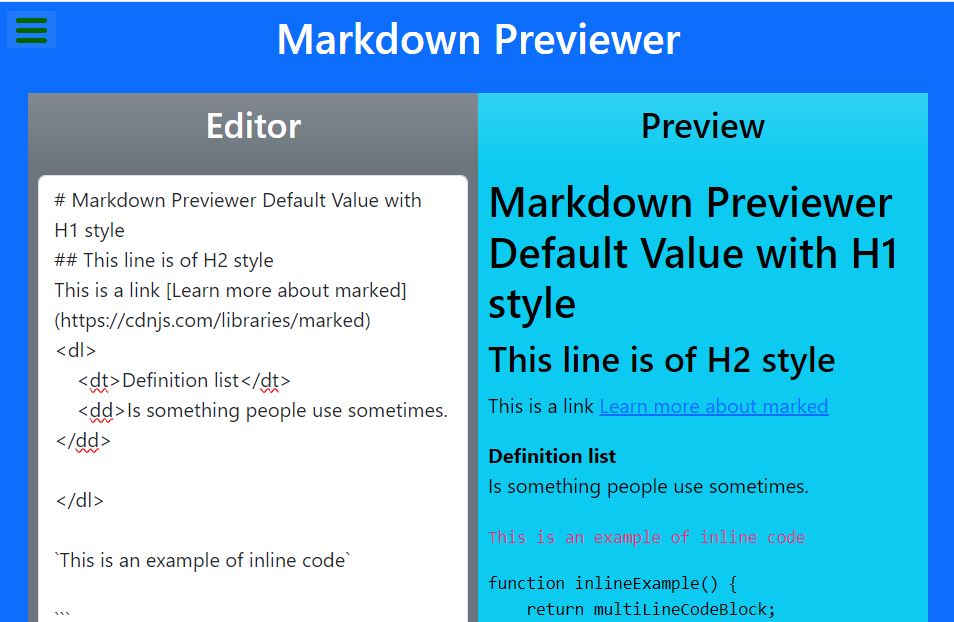 Markdown Previewer
Editor
# Markdown Previewer Default Value with
H1 style
## This line is of H2 style
This is a link [Learn more about marked]
(https://cdnjs.com/libraries/marked)
<dl>
    <dt>Definition list</dt>
    <dd>Is something people use sometimes.
</dd>
</dl>
`This is an example of inline code`
```
Preview
Markdown Previewer
Default Value with H1
style
This line is of H2 style
This is a link Learn more about marked
Definition list
Is something people use sometimes.
This is an example of inline code
function inlineExample() {
    return multiLineCodeBlock;